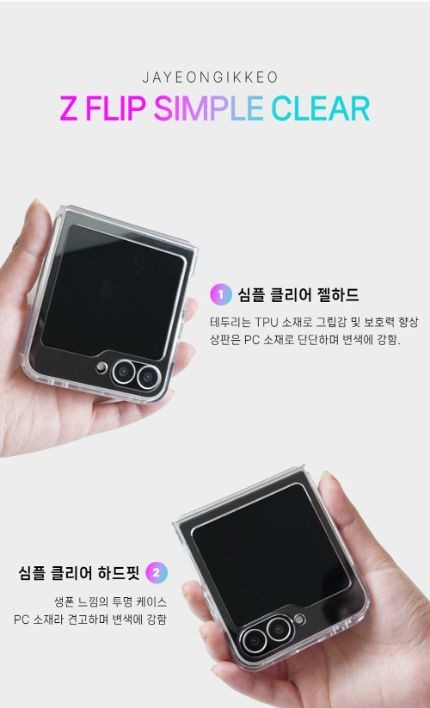 JAYEONGIKKEO
Z FLIP SIMPLE CLEAR
1 심플 클리어 젤하드
테두리는 TPU 소재로 그립감 및 보호력 향상
상판은 PC 소재로 단단하며 변색에 강함.
심플 클리어 하드핏 2
생폰 느낌의 투명 케이스
PC 소재라 견고하며 변색에 강함